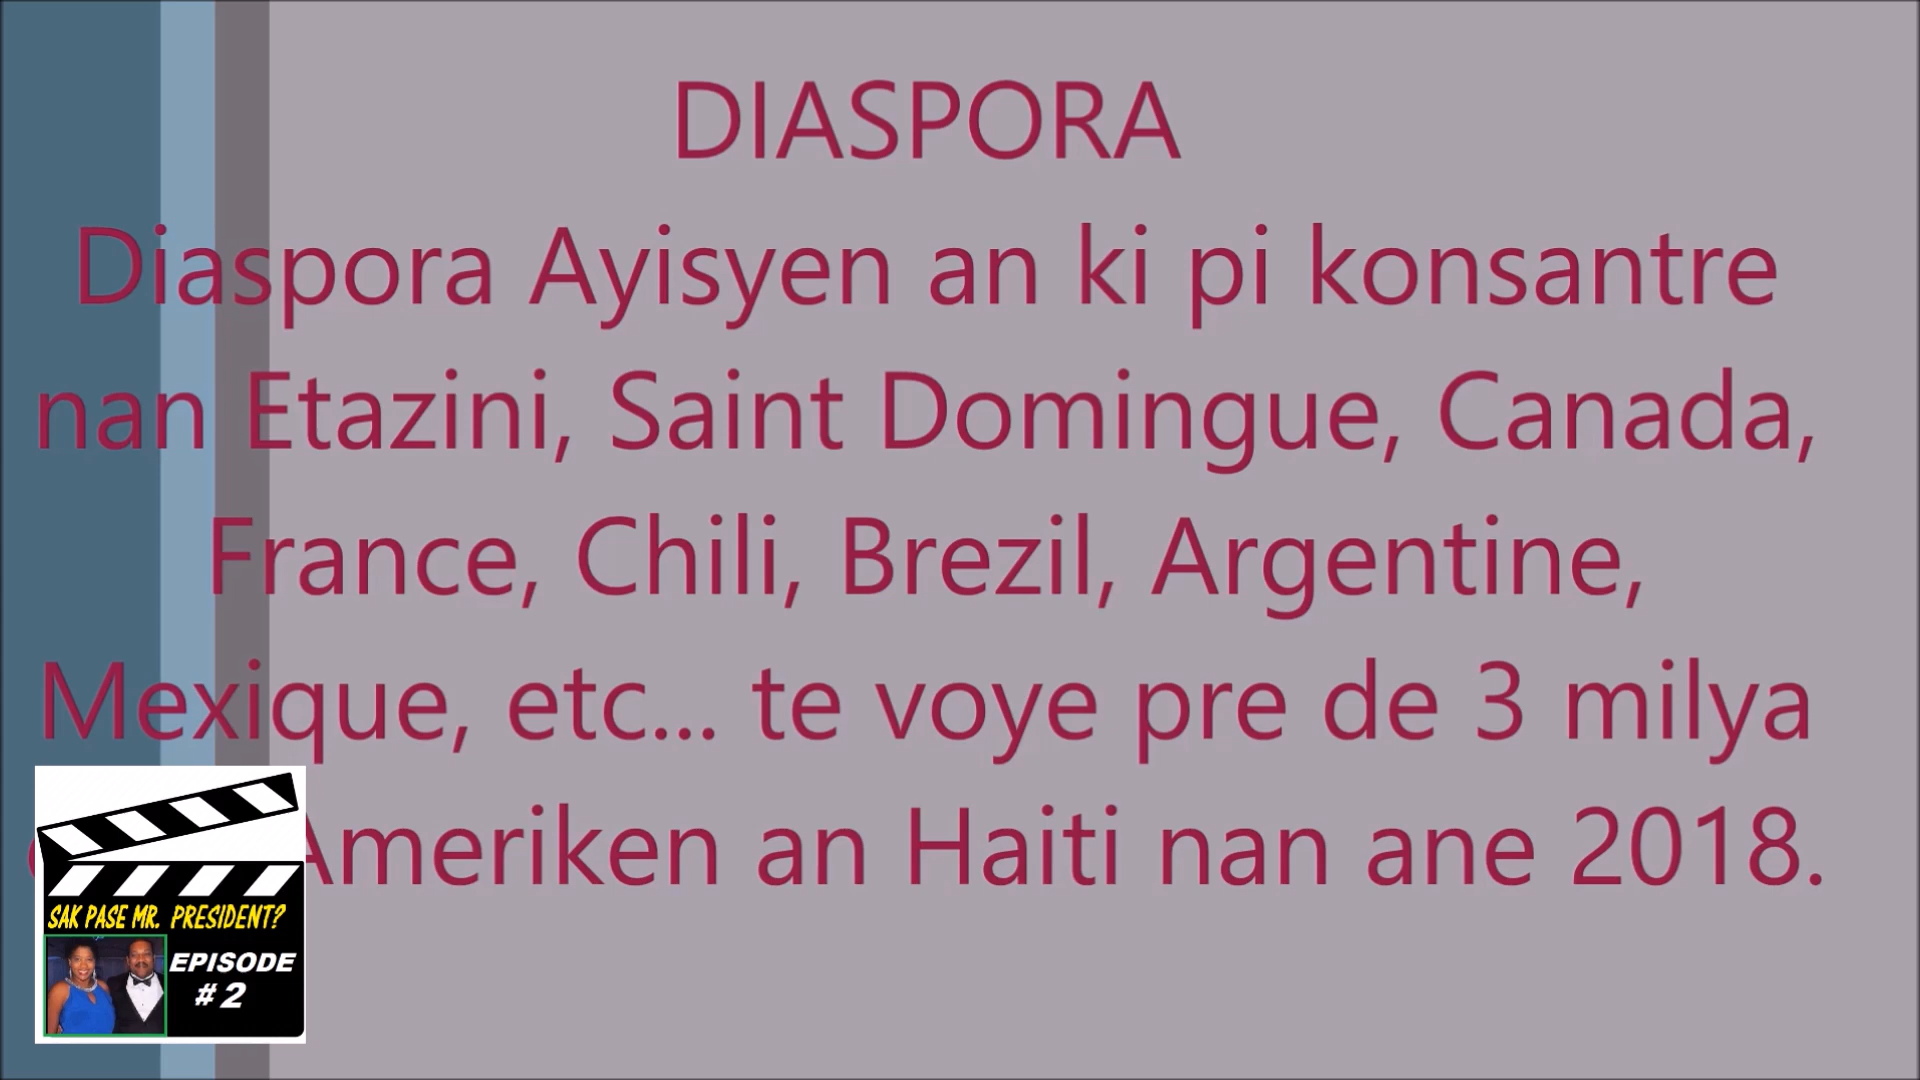 DIASPORA
Diaspora Ayisyen an ki pi konsantre
nan Etazini, Saint Domingue, Canada,
France, Chili, Brezil, Argentine,
Mexique, etc... te voye pre de 3 milya
Ameriken an Haiti nan ane 2018.
SAK PASE MR. PRESIDENT?
EPISODE
#2